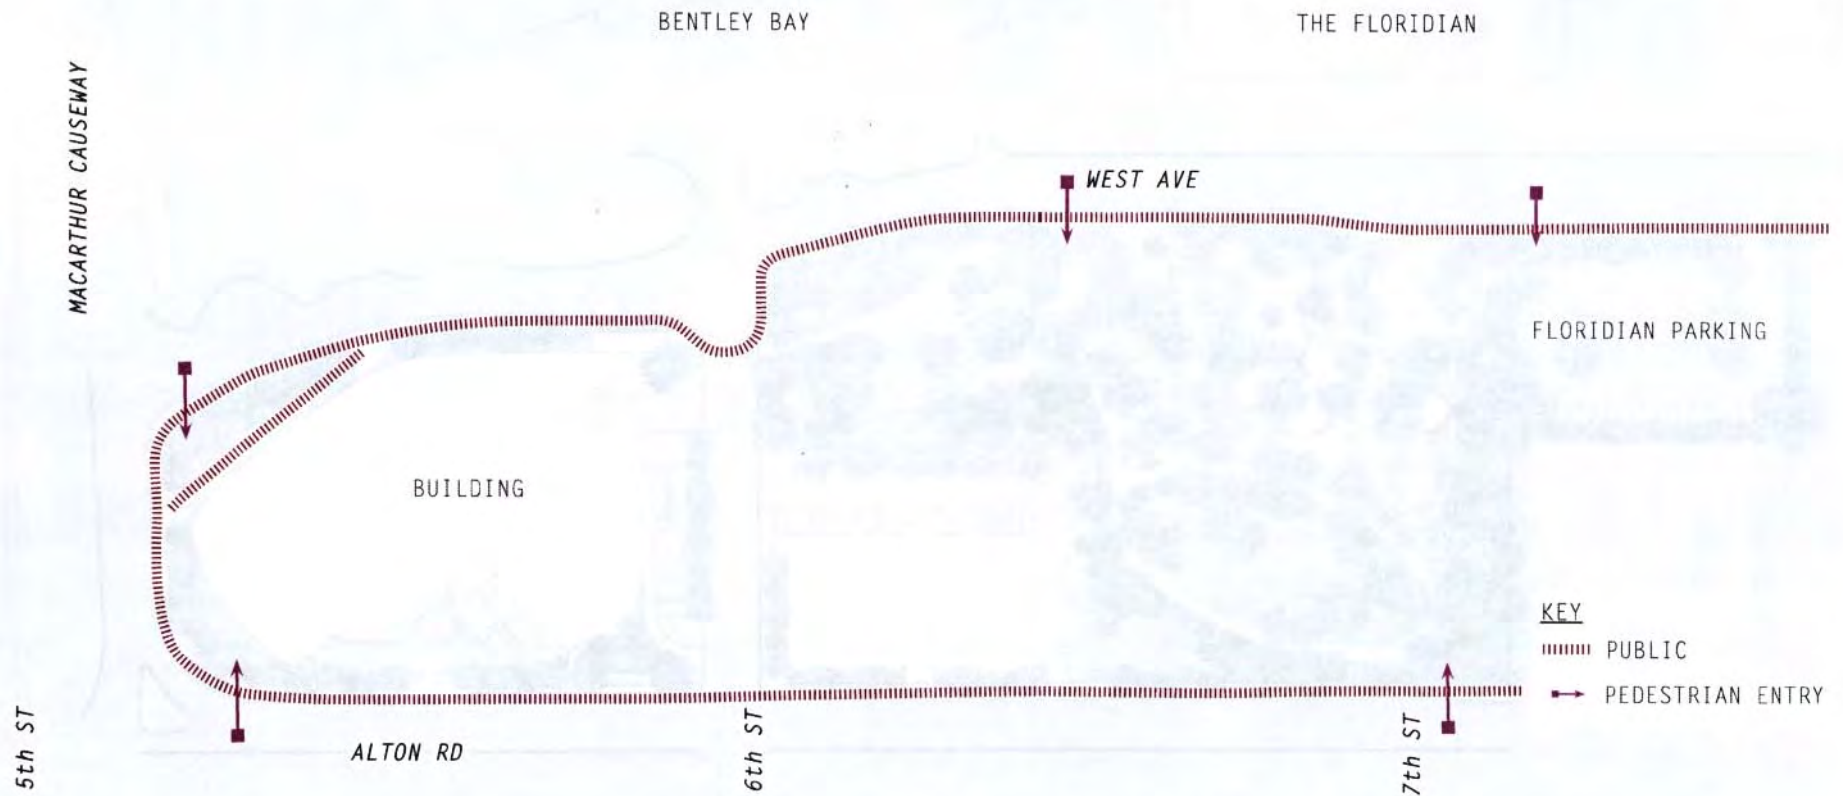 BENTLEY BAY
THE FLORIDIAN
MACARTHUR CAUSEWAY
WEST AVE
FLORIDIAN PARKING
BUILDING
KEY
PUBLIC
PEDESTRIAN ENTRY
5th ST
ALTON RD
6th ST
7th ST